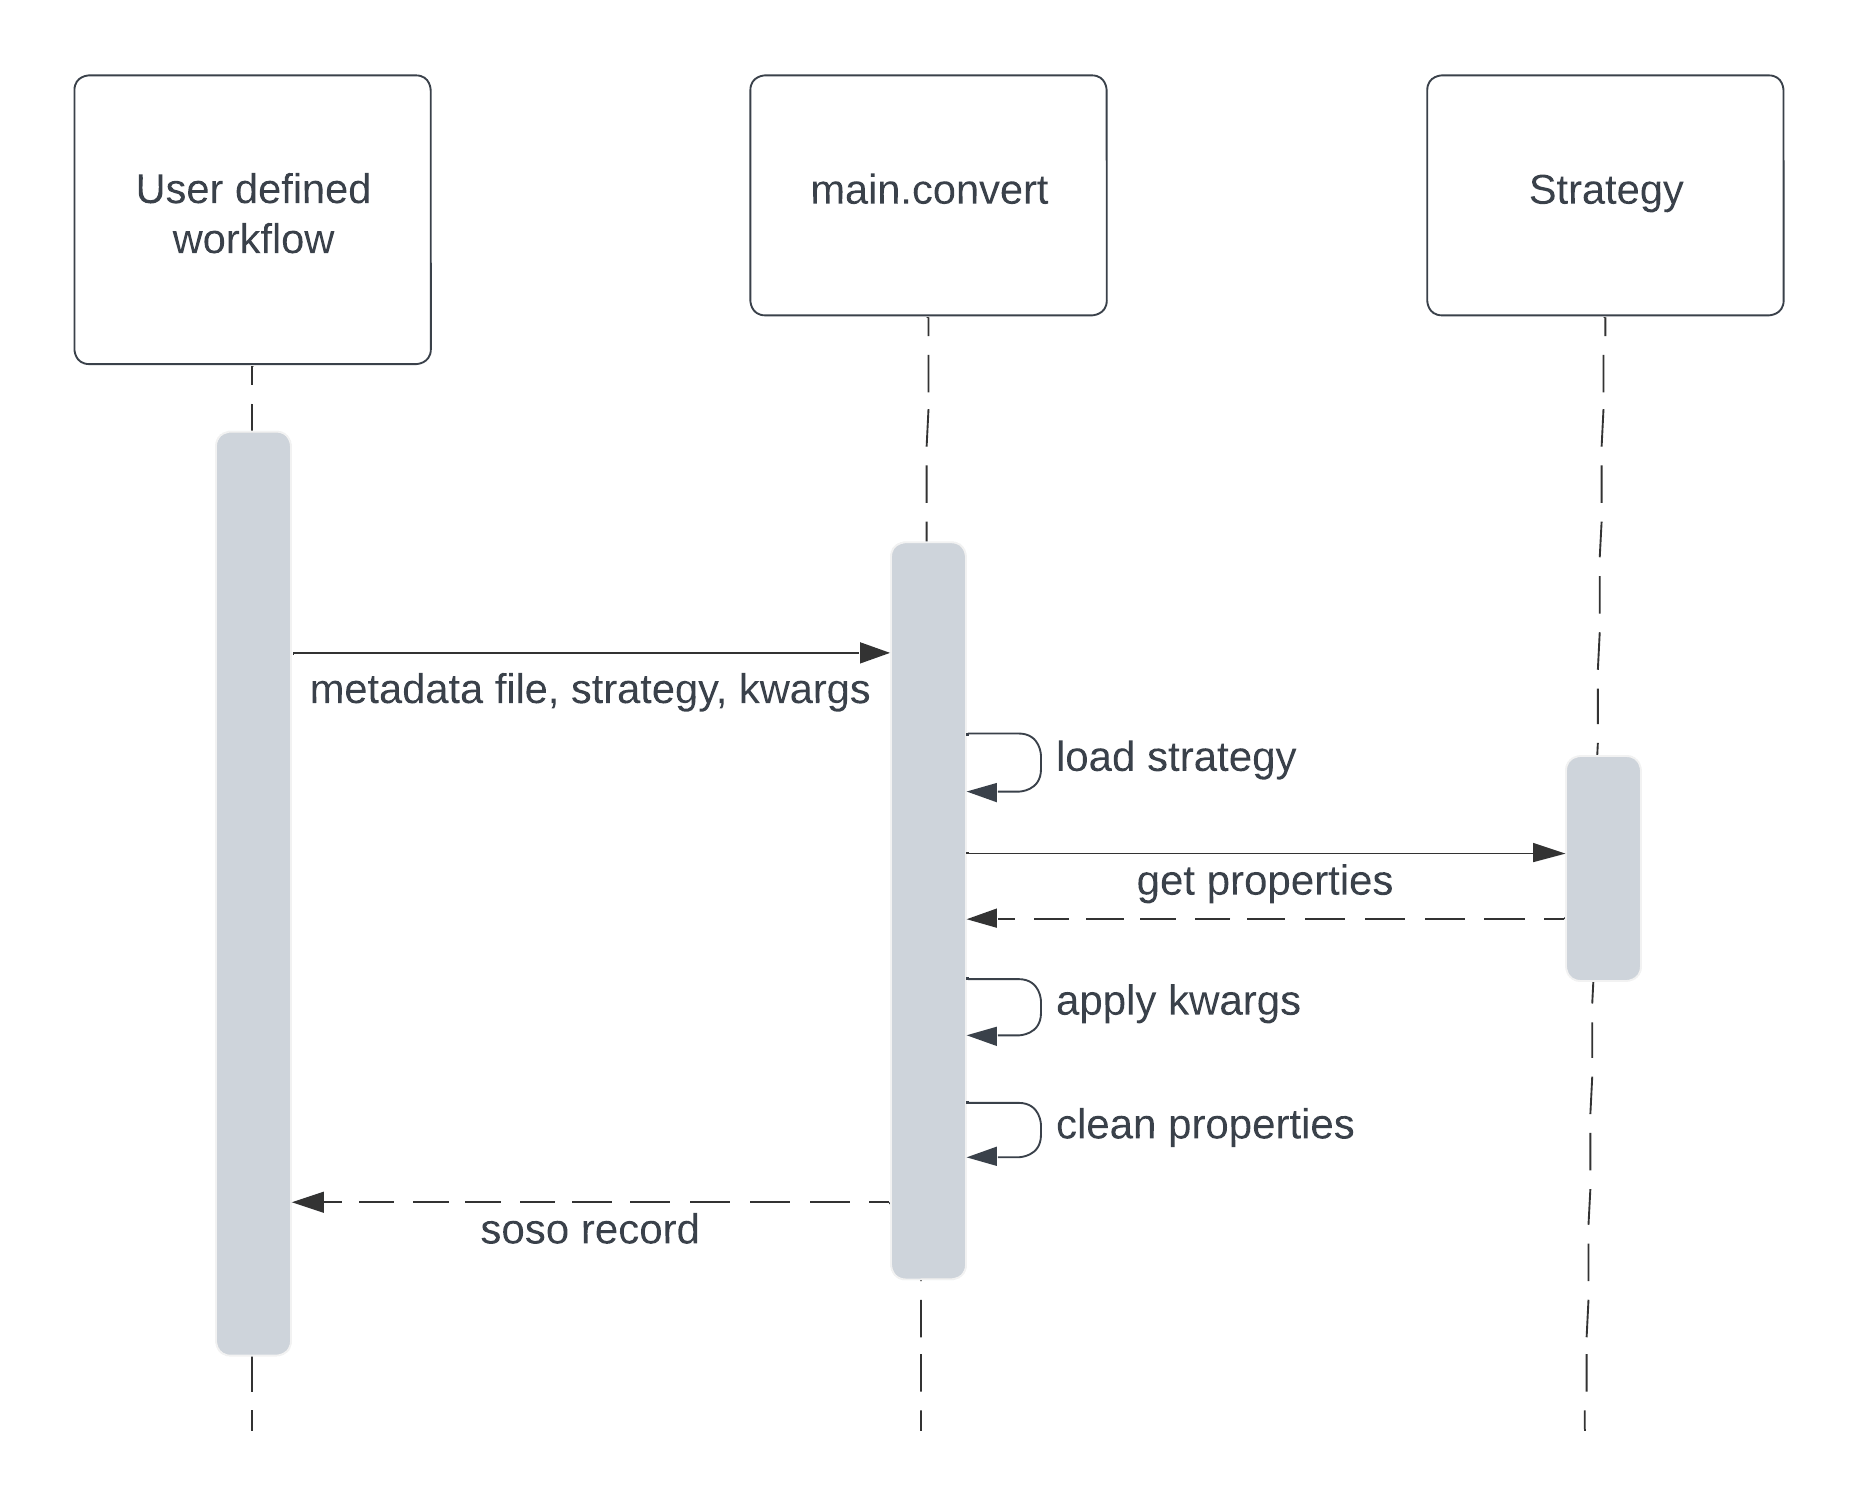 User defined
workflow
main.convert
Strategy
metadata file, strategy, kwargs
load strategy
get properties
apply kwargs
clean properties
soso record